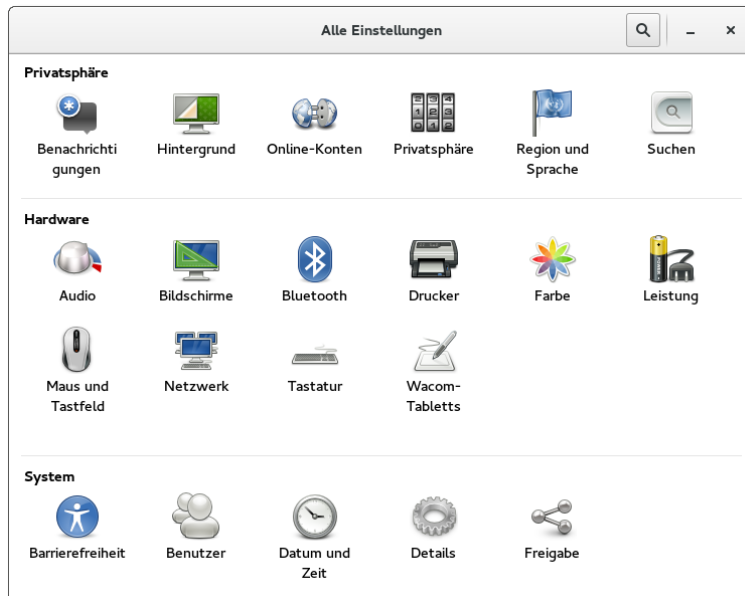 Alle Einstellungen
Privatsphäre
Benachrichti
gungen
Hintergrund
Online-Konten
Privatsphäre
Region und
Sprache
Suchen
Hardware
Audio
Bildschirme
Bluetooth
Drucker
Farbe
Leistung
Maus und
Tastfeld
Netzwerk
Tastatur
Wacom-
Tabletts
System
Barrierefreiheit
Benutzer
Datum und
Zeit
Details
Freigabe